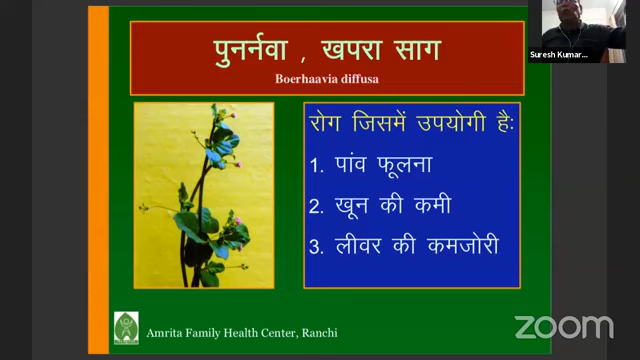 पुनर्नवा , खपरा साग
Boerhaavia diffusa
रोग जिसमें उपयोगी है:
1. पांव फूलना
2. खून की कमी
3. लीवर की कमजोरी
Amrita Family Health Center, Ranchi
Suresh Kumar...
zoom